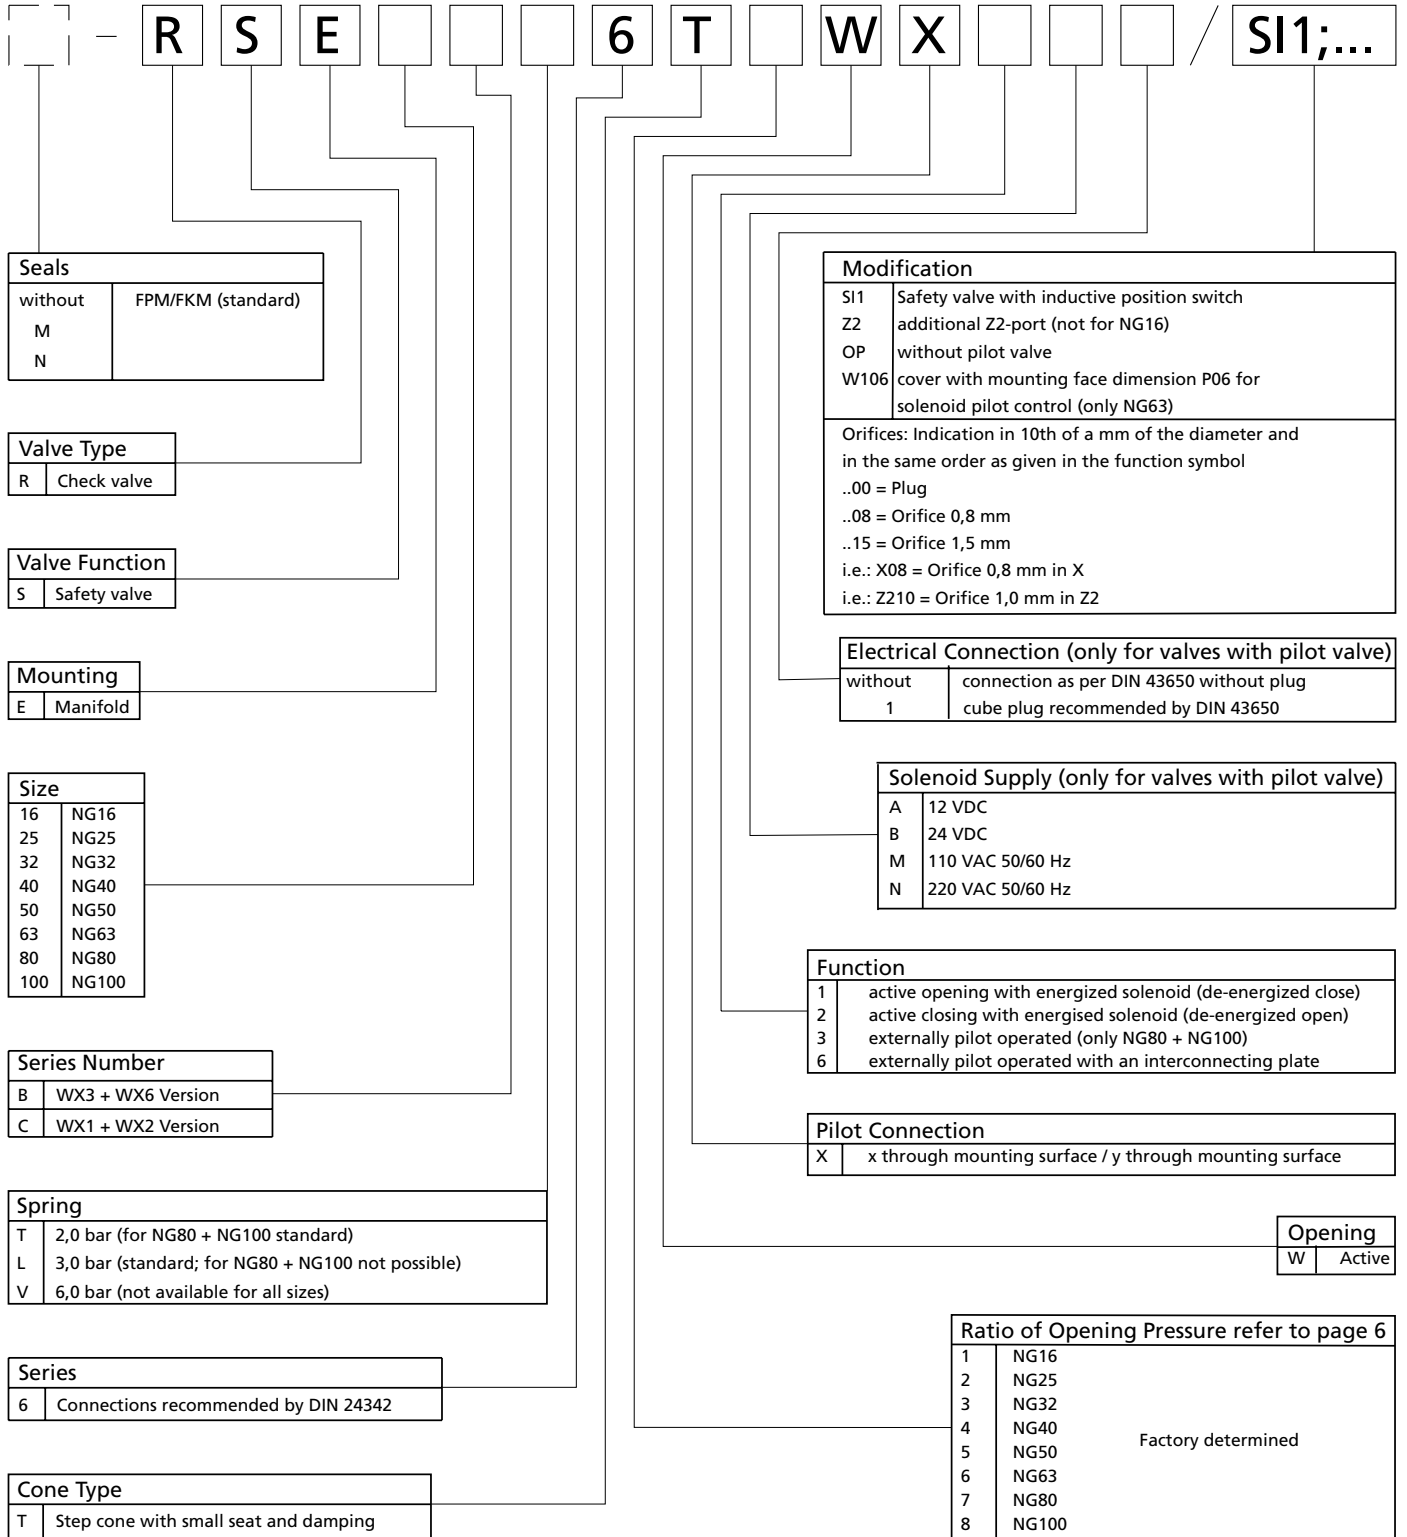 – R S E 6 T W X / SI1;...
Seals
without FPM/FKM (standard)
M
N
Valve Type
R Check valve
Valve Function
S Safety valve
Mounting
E Manifold
Size
16 NG16
25 NG25
32 NG32
40 NG40
50 NG50
63 NG63
80 NG80
100 NG100
Series Number
B WX3 + WX6 Version
C WX1 + WX2 Version
Spring
T 2,0 bar (for NG80 + NG100 standard)
L 3,0 bar (standard; for NG80 + NG100 not possible)
V 6,0 bar (not available for all sizes)
Series
6 Connections recommended by DIN 24342
Cone Type
T Step cone with small seat and damping
Modification
SI1 Safety valve with inductive position switch
Z2 additional Z2-port (not for NG16)
OP without pilot valve
W106 cover with mounting face dimension P06 for
solenoid pilot control (only NG63)
Orifices: Indication in 10th of a mm of the diameter and
in the same order as given in the function symbol
..00 = Plug
..08 = Orifice 0,8 mm
..15 = Orifice 1,5 mm
i.e.: X08 = Orifice 0,8 mm in X
i.e.: Z210 = Orifice 1,0 mm in Z2
Electrical Connection (only for valves with pilot valve)
without connection as per DIN 43650 without plug
1 cube plug recommended by DIN 43650
Solenoid Supply (only for valves with pilot valve)
A 12 VDC
B 24 VDC
M 110 VAC 50/60 Hz
N 220 VAC 50/60 Hz
Function
1 active opening with energized solenoid (de-energized close)
2 active closing with energised solenoid (de-energized open)
3 externally pilot operated (only NG80 + NG100)
6 externally pilot operated with an interconnecting plate
Pilot Connection
X x through mounting surface / y through mounting surface
Opening
W Active
Ratio of Opening Pressure refer to page 6
1 NG16
2 NG25
3 NG32
4 NG40
Factory determined
5 NG50
6 NG63
7 NG80
8 NG100